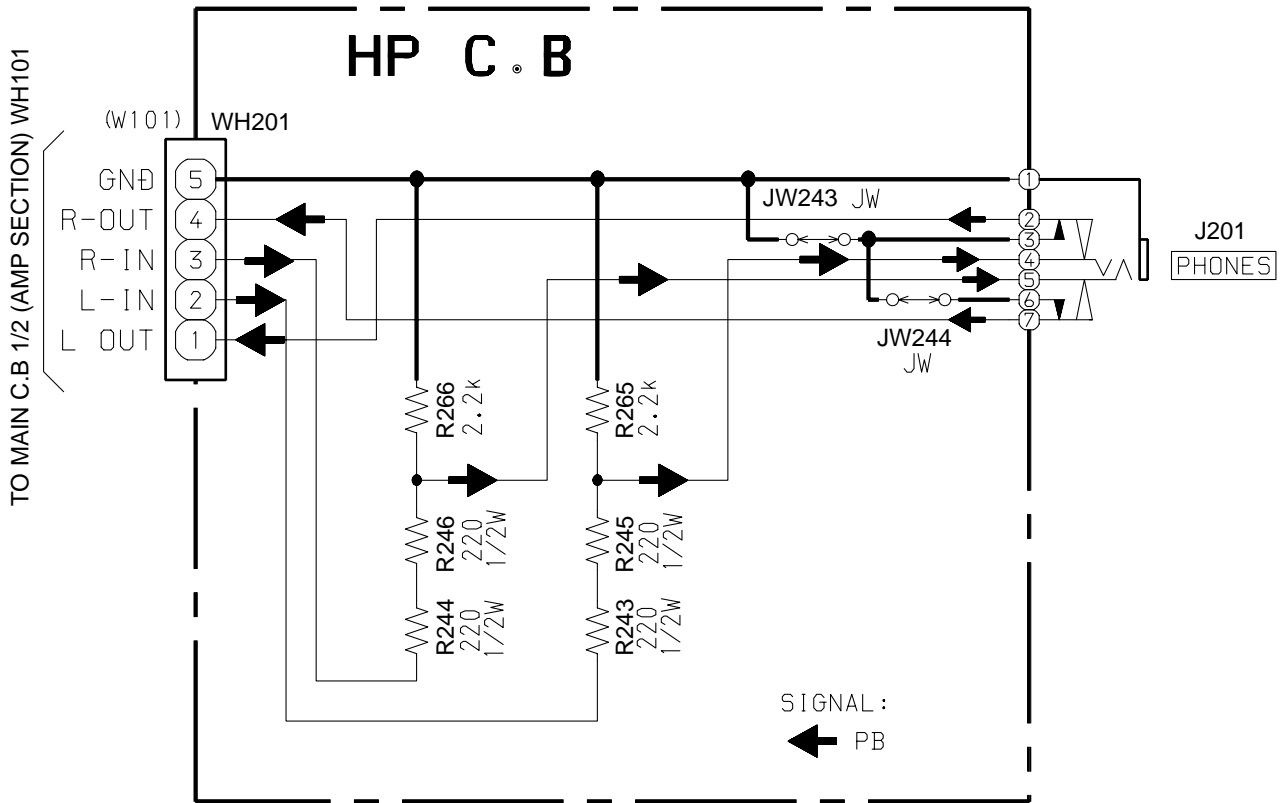 HP C.B
TO MAIN C.B 1/2 (AMP SECTION) WH101
(W101) WH201
GND 5
R-OUT 4
R-IN 3
L-IN 2
L OUT 1
JW243 JW
1
2
3
4
5
6
7
J201
PHONES
JW244
JW
R266
2.2k
R265
2.2k
R246
220
1/2W
R245
220
1/2W
R244
220
1/2W
R243
220
1/2W
SIGNAL:
PB